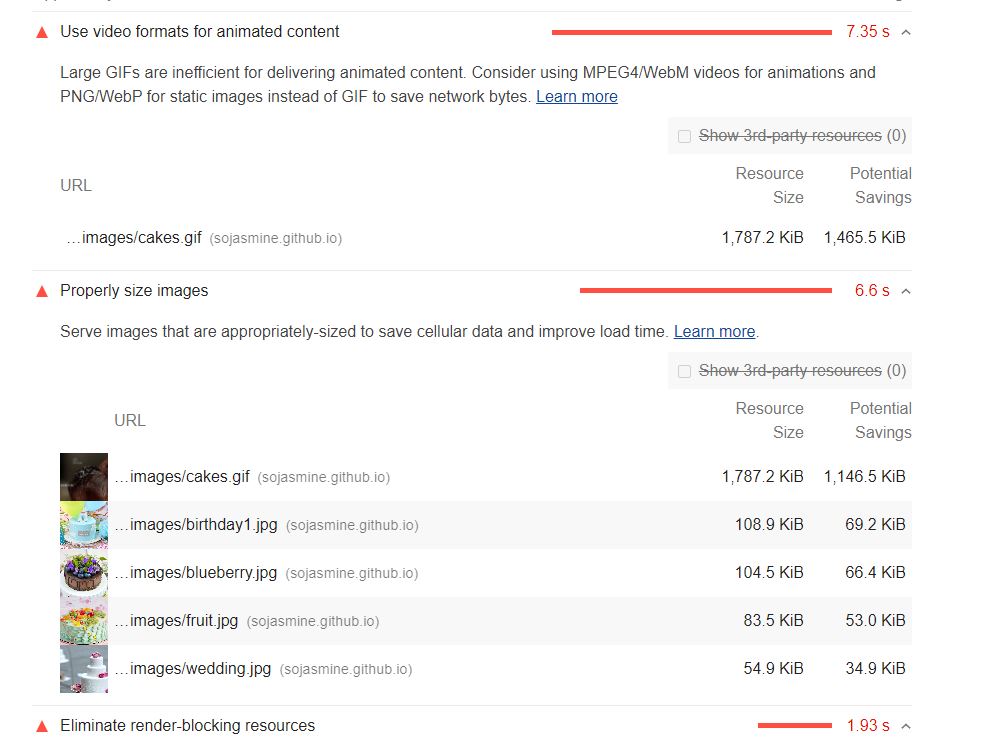 Use video formats for animated content 7.35 s
Large GIFs are inefficient for delivering animated content. Consider using MPEG4/WebM videos for animations and
PNG/WebP for static images instead of GIF to save network bytes. Learn more
Show 3rd-party resources (0)
URL Resource Size Potential Savings
…images/cakes.gif (sojasmine.github.io) 1,787.2 KiB 1,465.5 KiB
Properly size images 6.6 s
Serve images that are appropriately-sized to save cellular data and improve load time. Learn more.
Show 3rd-party resources (0)
URL Resource Size Potential Savings
…images/cakes.gif (sojasmine.github.io) 1,787.2 KiB 1,146.5 KiB
…images/birthday1.jpg (sojasmine.github.io) 108.9 KiB 69.2 KiB
…images/blueberry.jpg (sojasmine.github.io) 104.5 KiB 66.4 KiB
…images/fruit.jpg (sojasmine.github.io) 83.5 KiB 53.0 KiB
…images/wedding.jpg (sojasmine.github.io) 54.9 KiB 34.9 KiB
Eliminate render-blocking resources 1.93 s